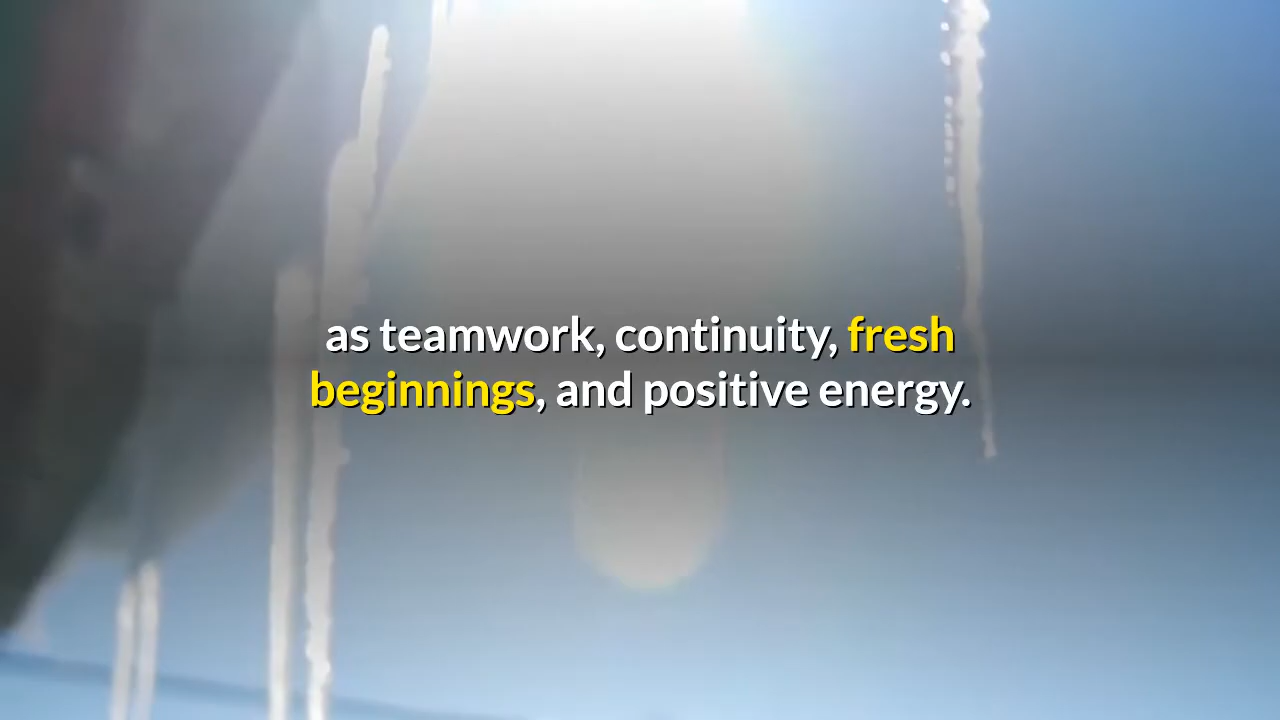 as teamwork, continuity, fresh
beginnings, and positive energy.